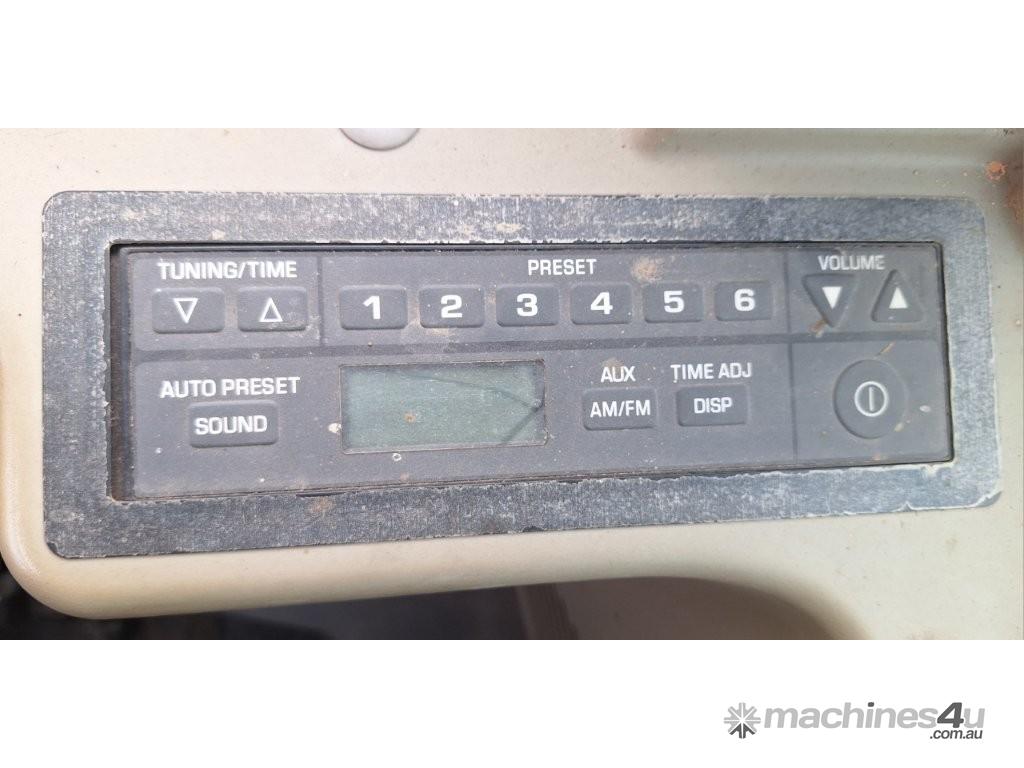 TUNING/TIME
PRESET
VOLUME
1 2 3 4 5 6
AUTO PRESET
SOUND
AUX
AM/FM
TIME ADJ
DISP
machines4u
.com.au